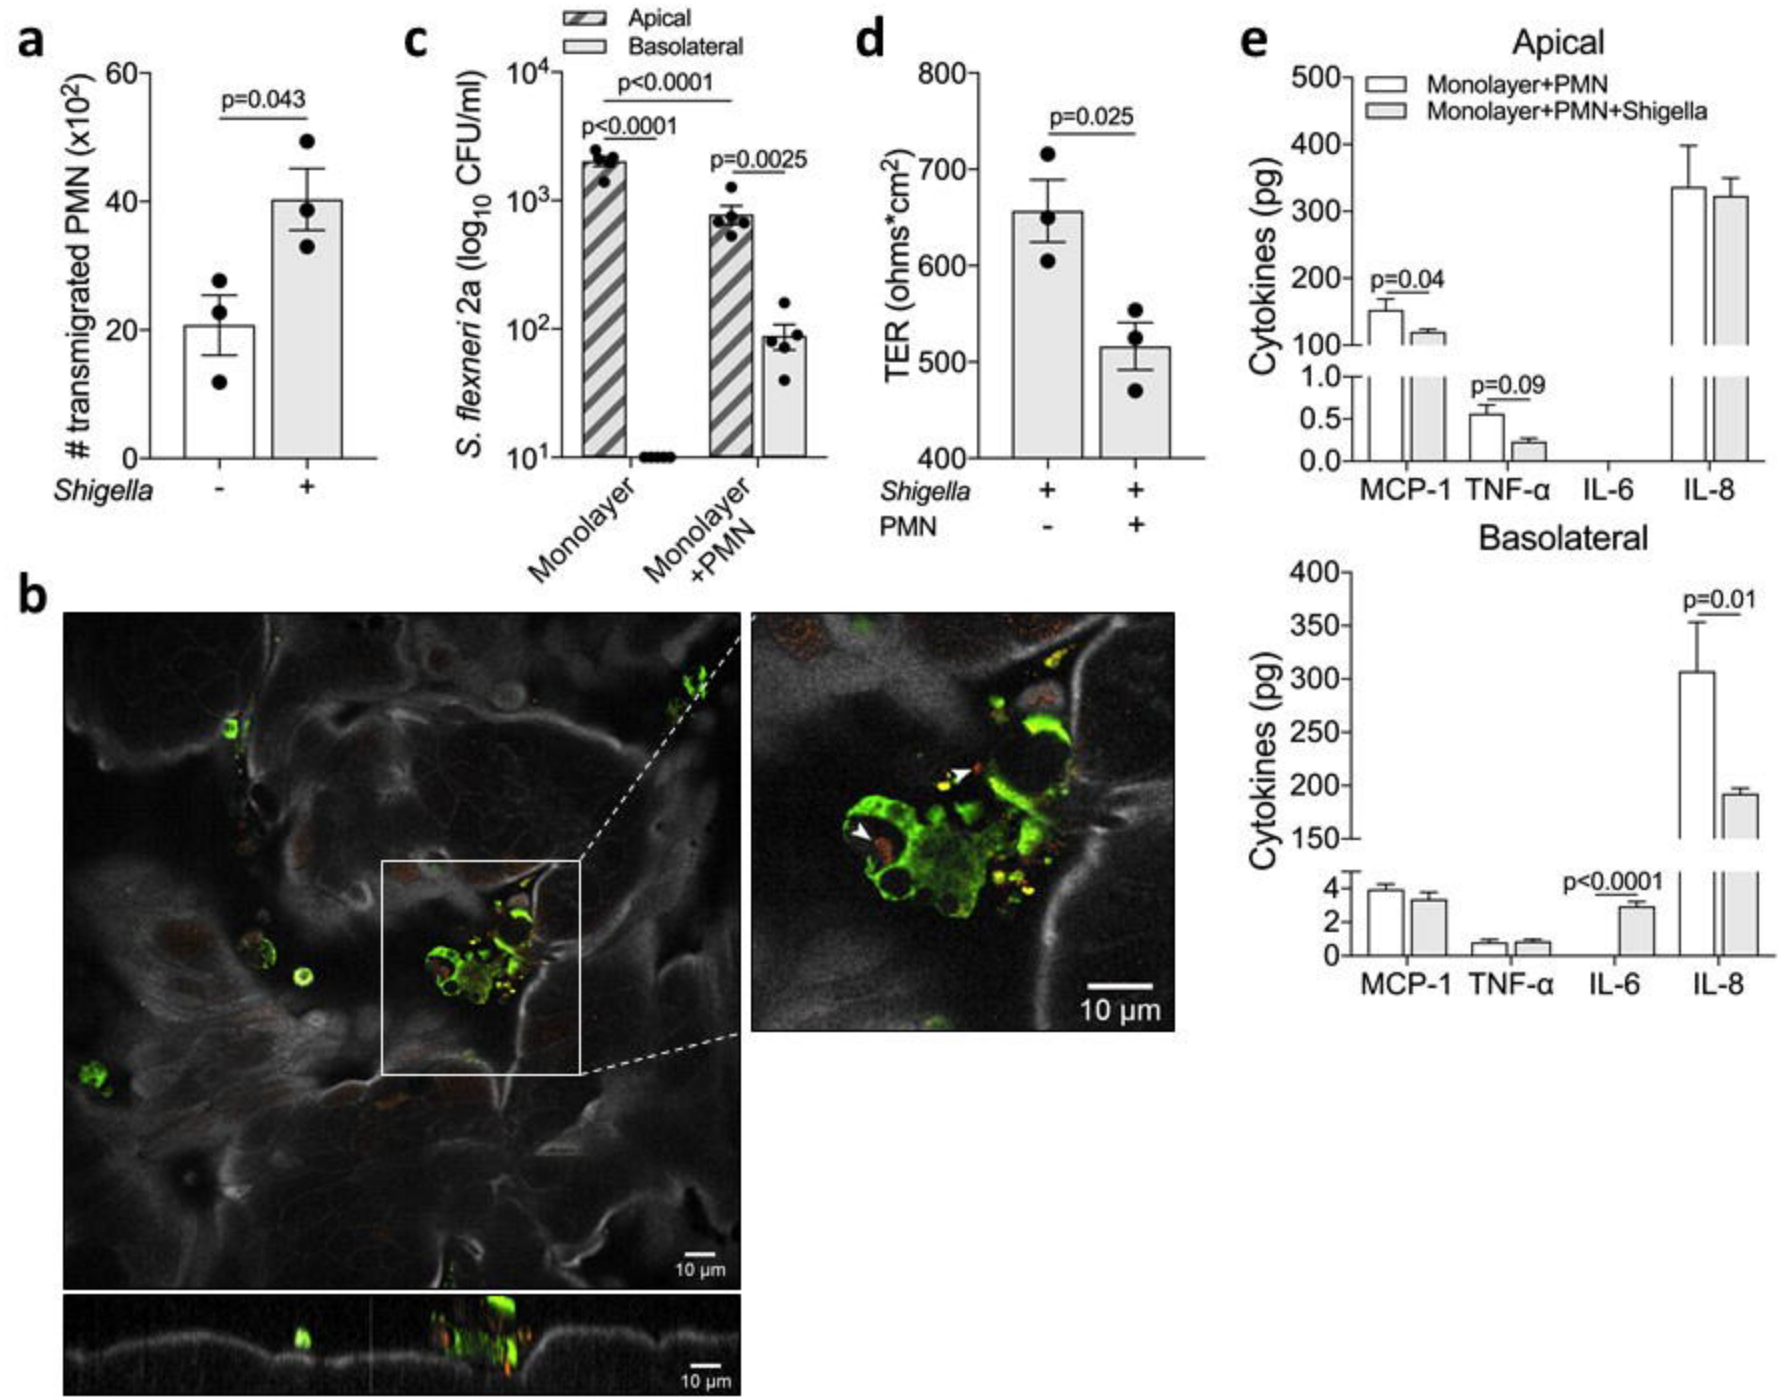 a
# transmigrated PMN (x10²)
60
40
20
0
p=0.043
Shigella
-
+
c
Apical
Basolateral
S. flexneri 2a (log₁₀ CFU/ml)
10⁴
10³
10²
10¹
p<0.0001
p<0.0001
p=0.0025
Monolayer
Monolayer
+PMN
d
TER (ohms*cm²)
800
700
600
500
400
p=0.025
Shigella
+
+
PMN
-
+
e
Apical
Monolayer+PMN
Monolayer+PMN+Shigella
Cytokines (pg)
500
400
300
200
100
1.0
0.5
0.0
p=0.04
p=0.09
MCP-1
TNF-α
IL-6
IL-8
Basolateral
Cytokines (pg)
400
350
300
250
200
150
4
2
0
p<0.0001
p=0.01
MCP-1
TNF-α
IL-6
IL-8
b
10 µm
10 µm
10 µm